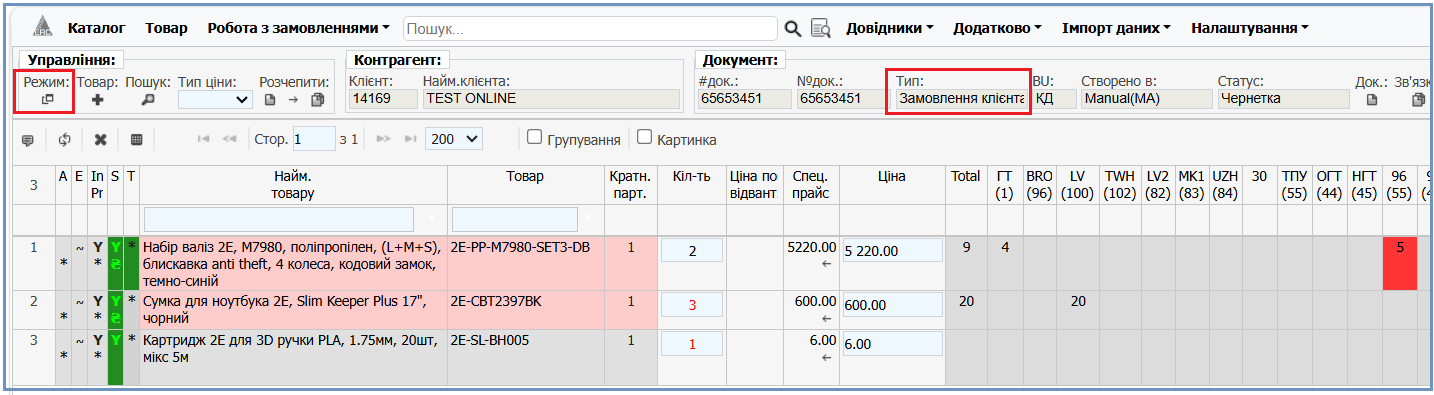 ERC Каталог Товар Робота з замовленнями Пошук... Довідники Додатково Імпорт даних Налаштування
Управління: Контрагент: Документ:
Режим: Товар: Пошук: Тип ціни: Розчепити: Клієнт: Найм.клієнта: #док.: №док.: Тип: BU: Створено в: Статус: Док.: Зв'язк
14169 TEST ONLINE 65653451 65653451 Замовлення клієнта КД Manual(MA) Чернетка
Стор. 1 з 1 200 Групування Картинка
3 A E In Pr S T Найм. товару Товар Кратн. парт. Кіл-ть Ціна по відвант Спец. прайс Ціна Total ГТ (1) BRO (96) LV (100) TWH (102) LV2 (82) MK1 (83) UZH (84) 30 ТПУ (55) ОГТ (44) НГТ (45) 96 (55)
1 * ~ Y * Y ₴ * Набір валіз 2E, M7980, поліпропілен, (L+M+S), 2E-PP-M7980-SET3-DB 1 2 5220.00 5 220.00 9 4 5
блискавка anti theft, 4 колеса, кодовий замок,
темно-синій
2 * ~ Y * Y ₴ * Сумка для ноутбука 2E, Slim Keeper Plus 17", 2E-CBT2397BK 1 3 600.00 600.00 20 20
чорний
3 * ~ Y * Y * Картридж 2E для 3D ручки PLA, 1.75мм, 20шт, 2E-SL-BH005 1 1 6.00 6.00
мікс 5м